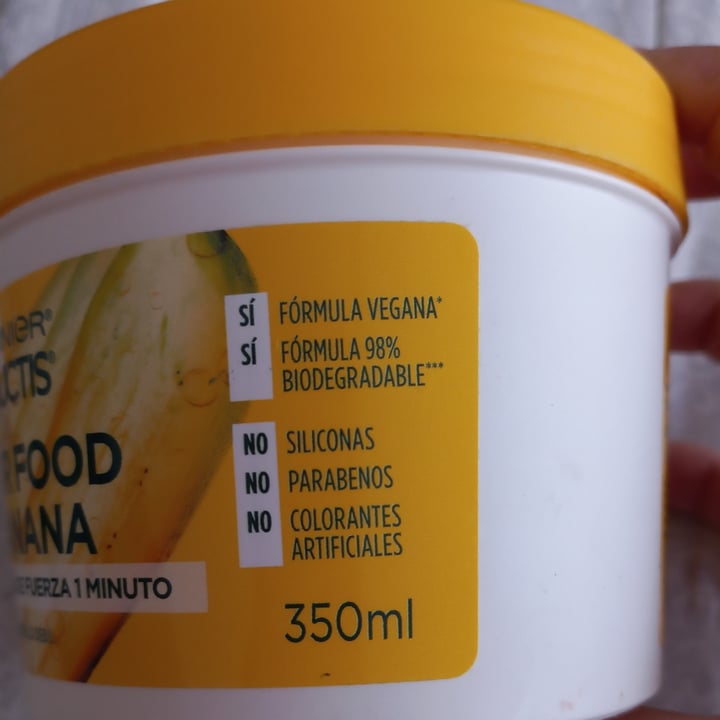 SÍ FÓRMULA VEGANA*
SÍ FÓRMULA 98%
BIODEGRADABLE***
FOOD
NO SILICONAS
NO PARABENOS
NO COLORANTES
ARTIFICIALES
FUERZA 1 MINUTO
350ml